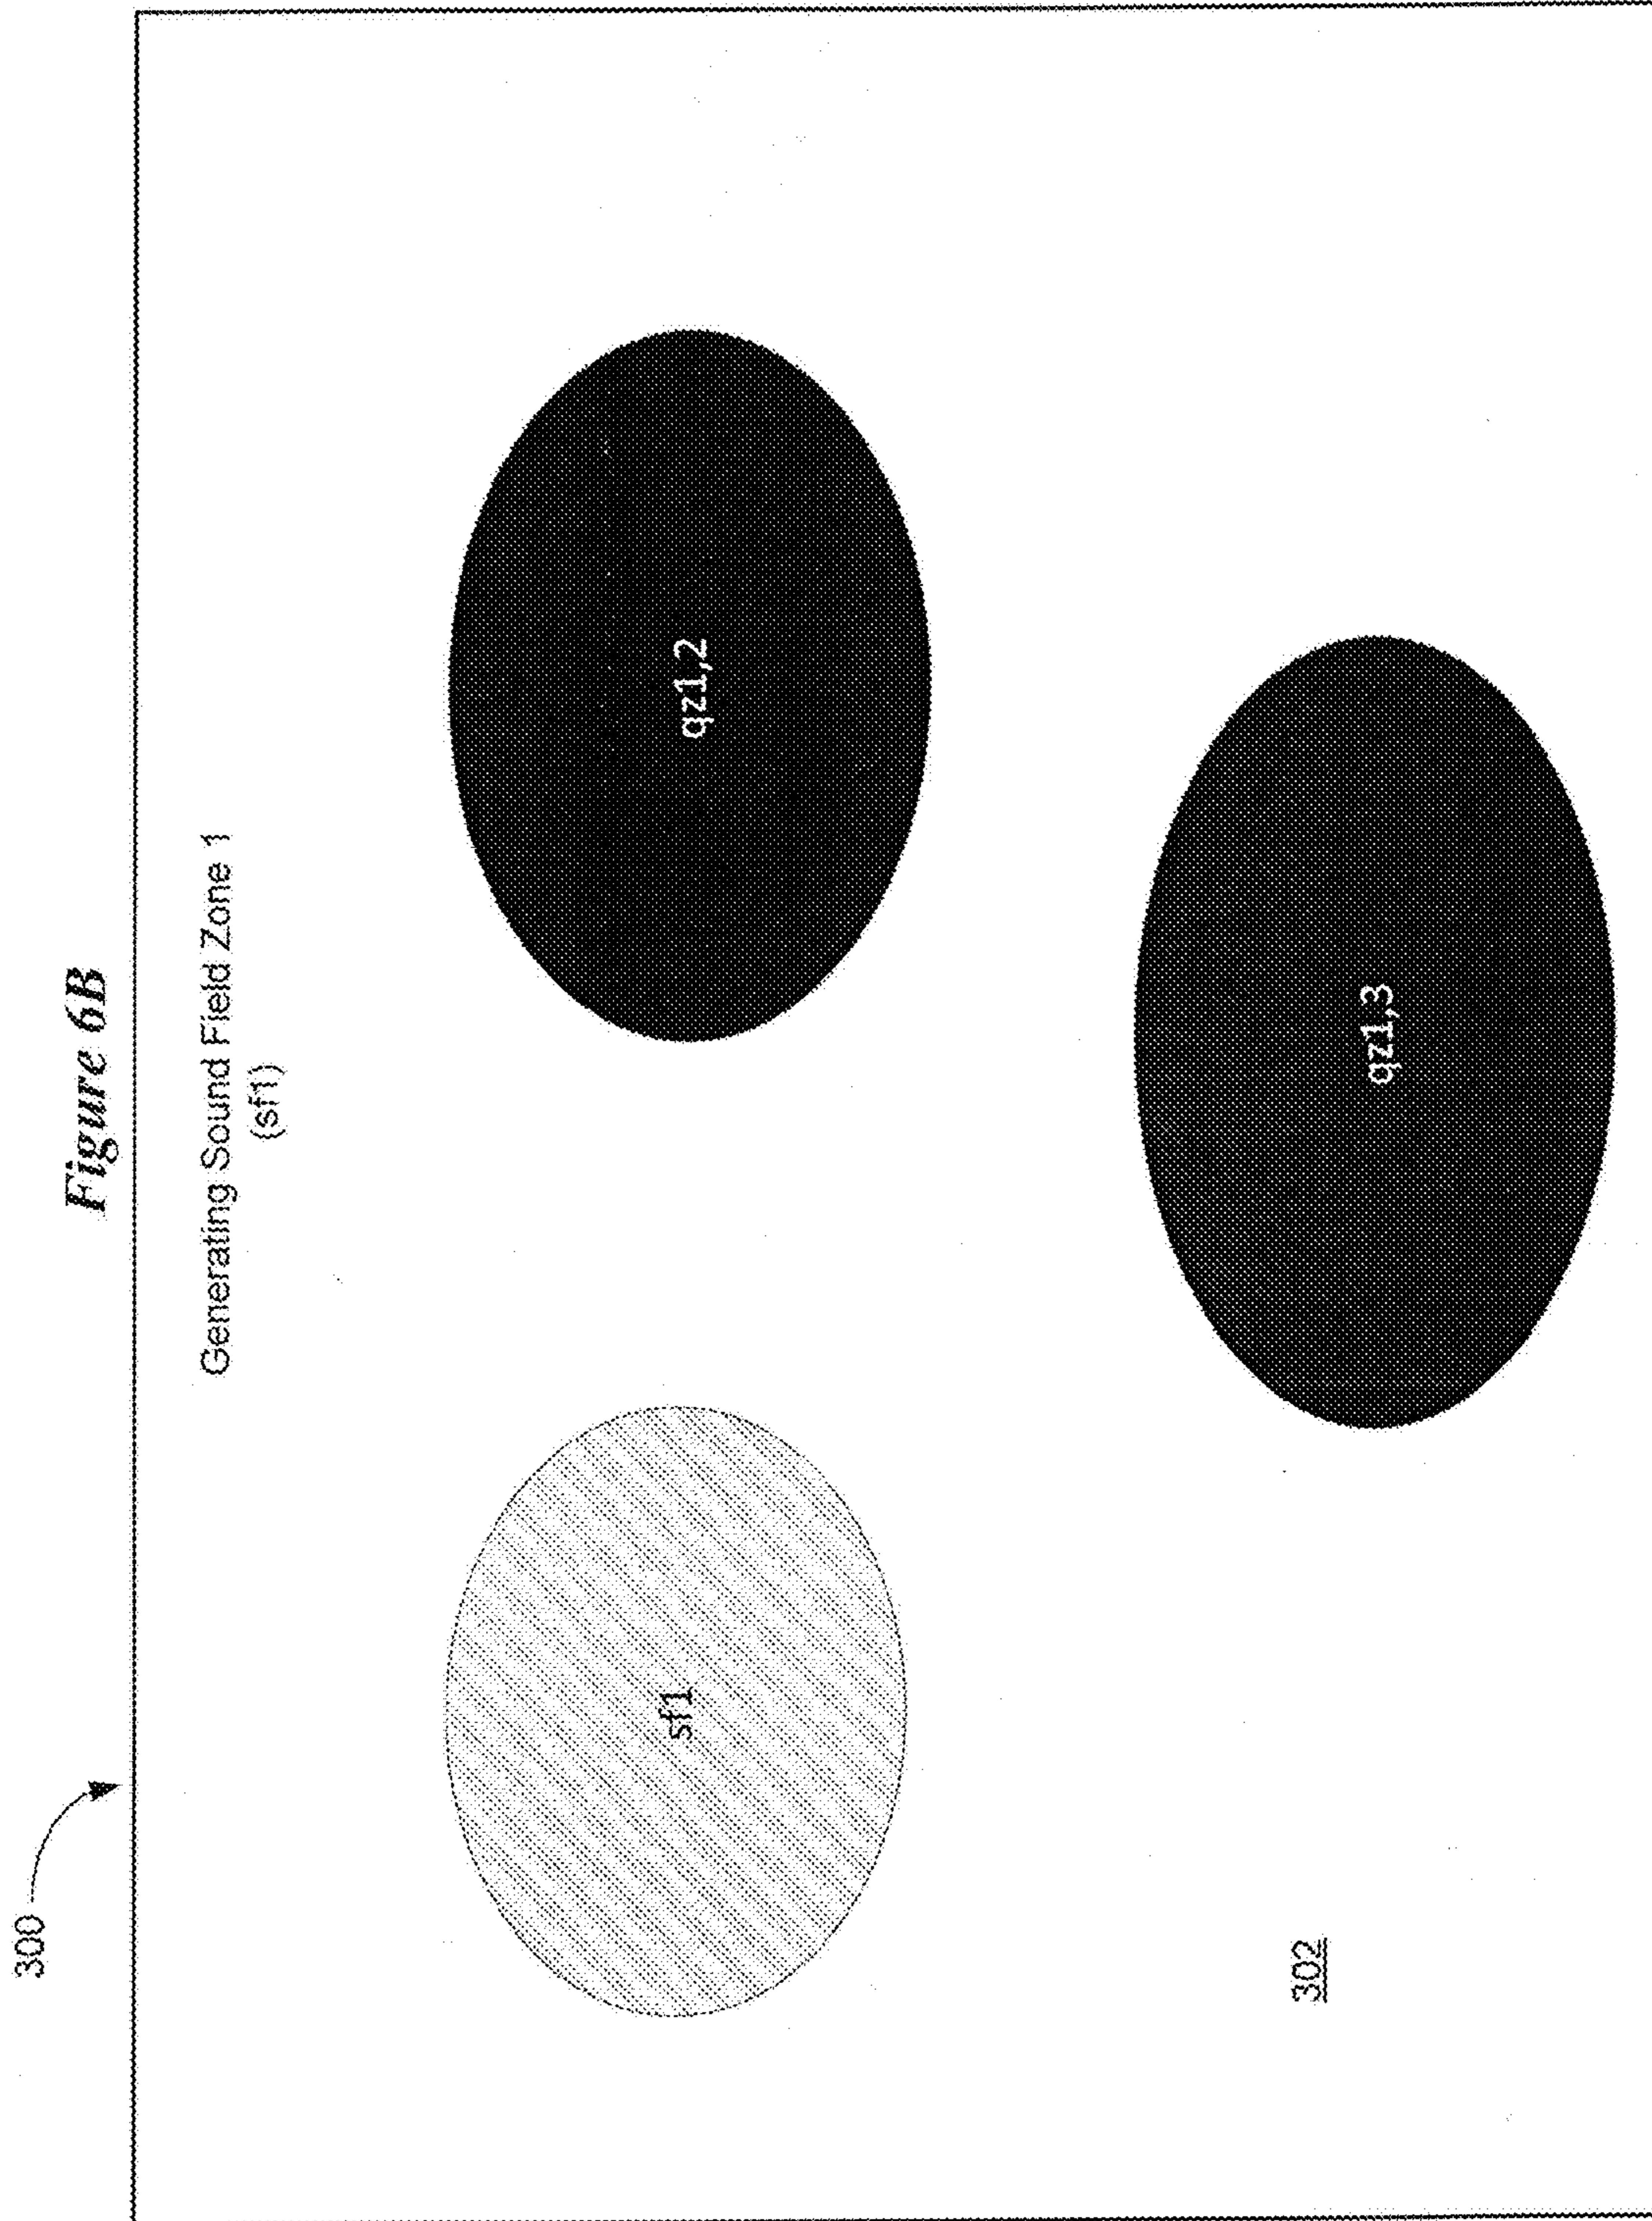 Figure 6B
300
Generating Sound Field Zone 1
(sf1)
sf1
qz1,2
qz1,3
302